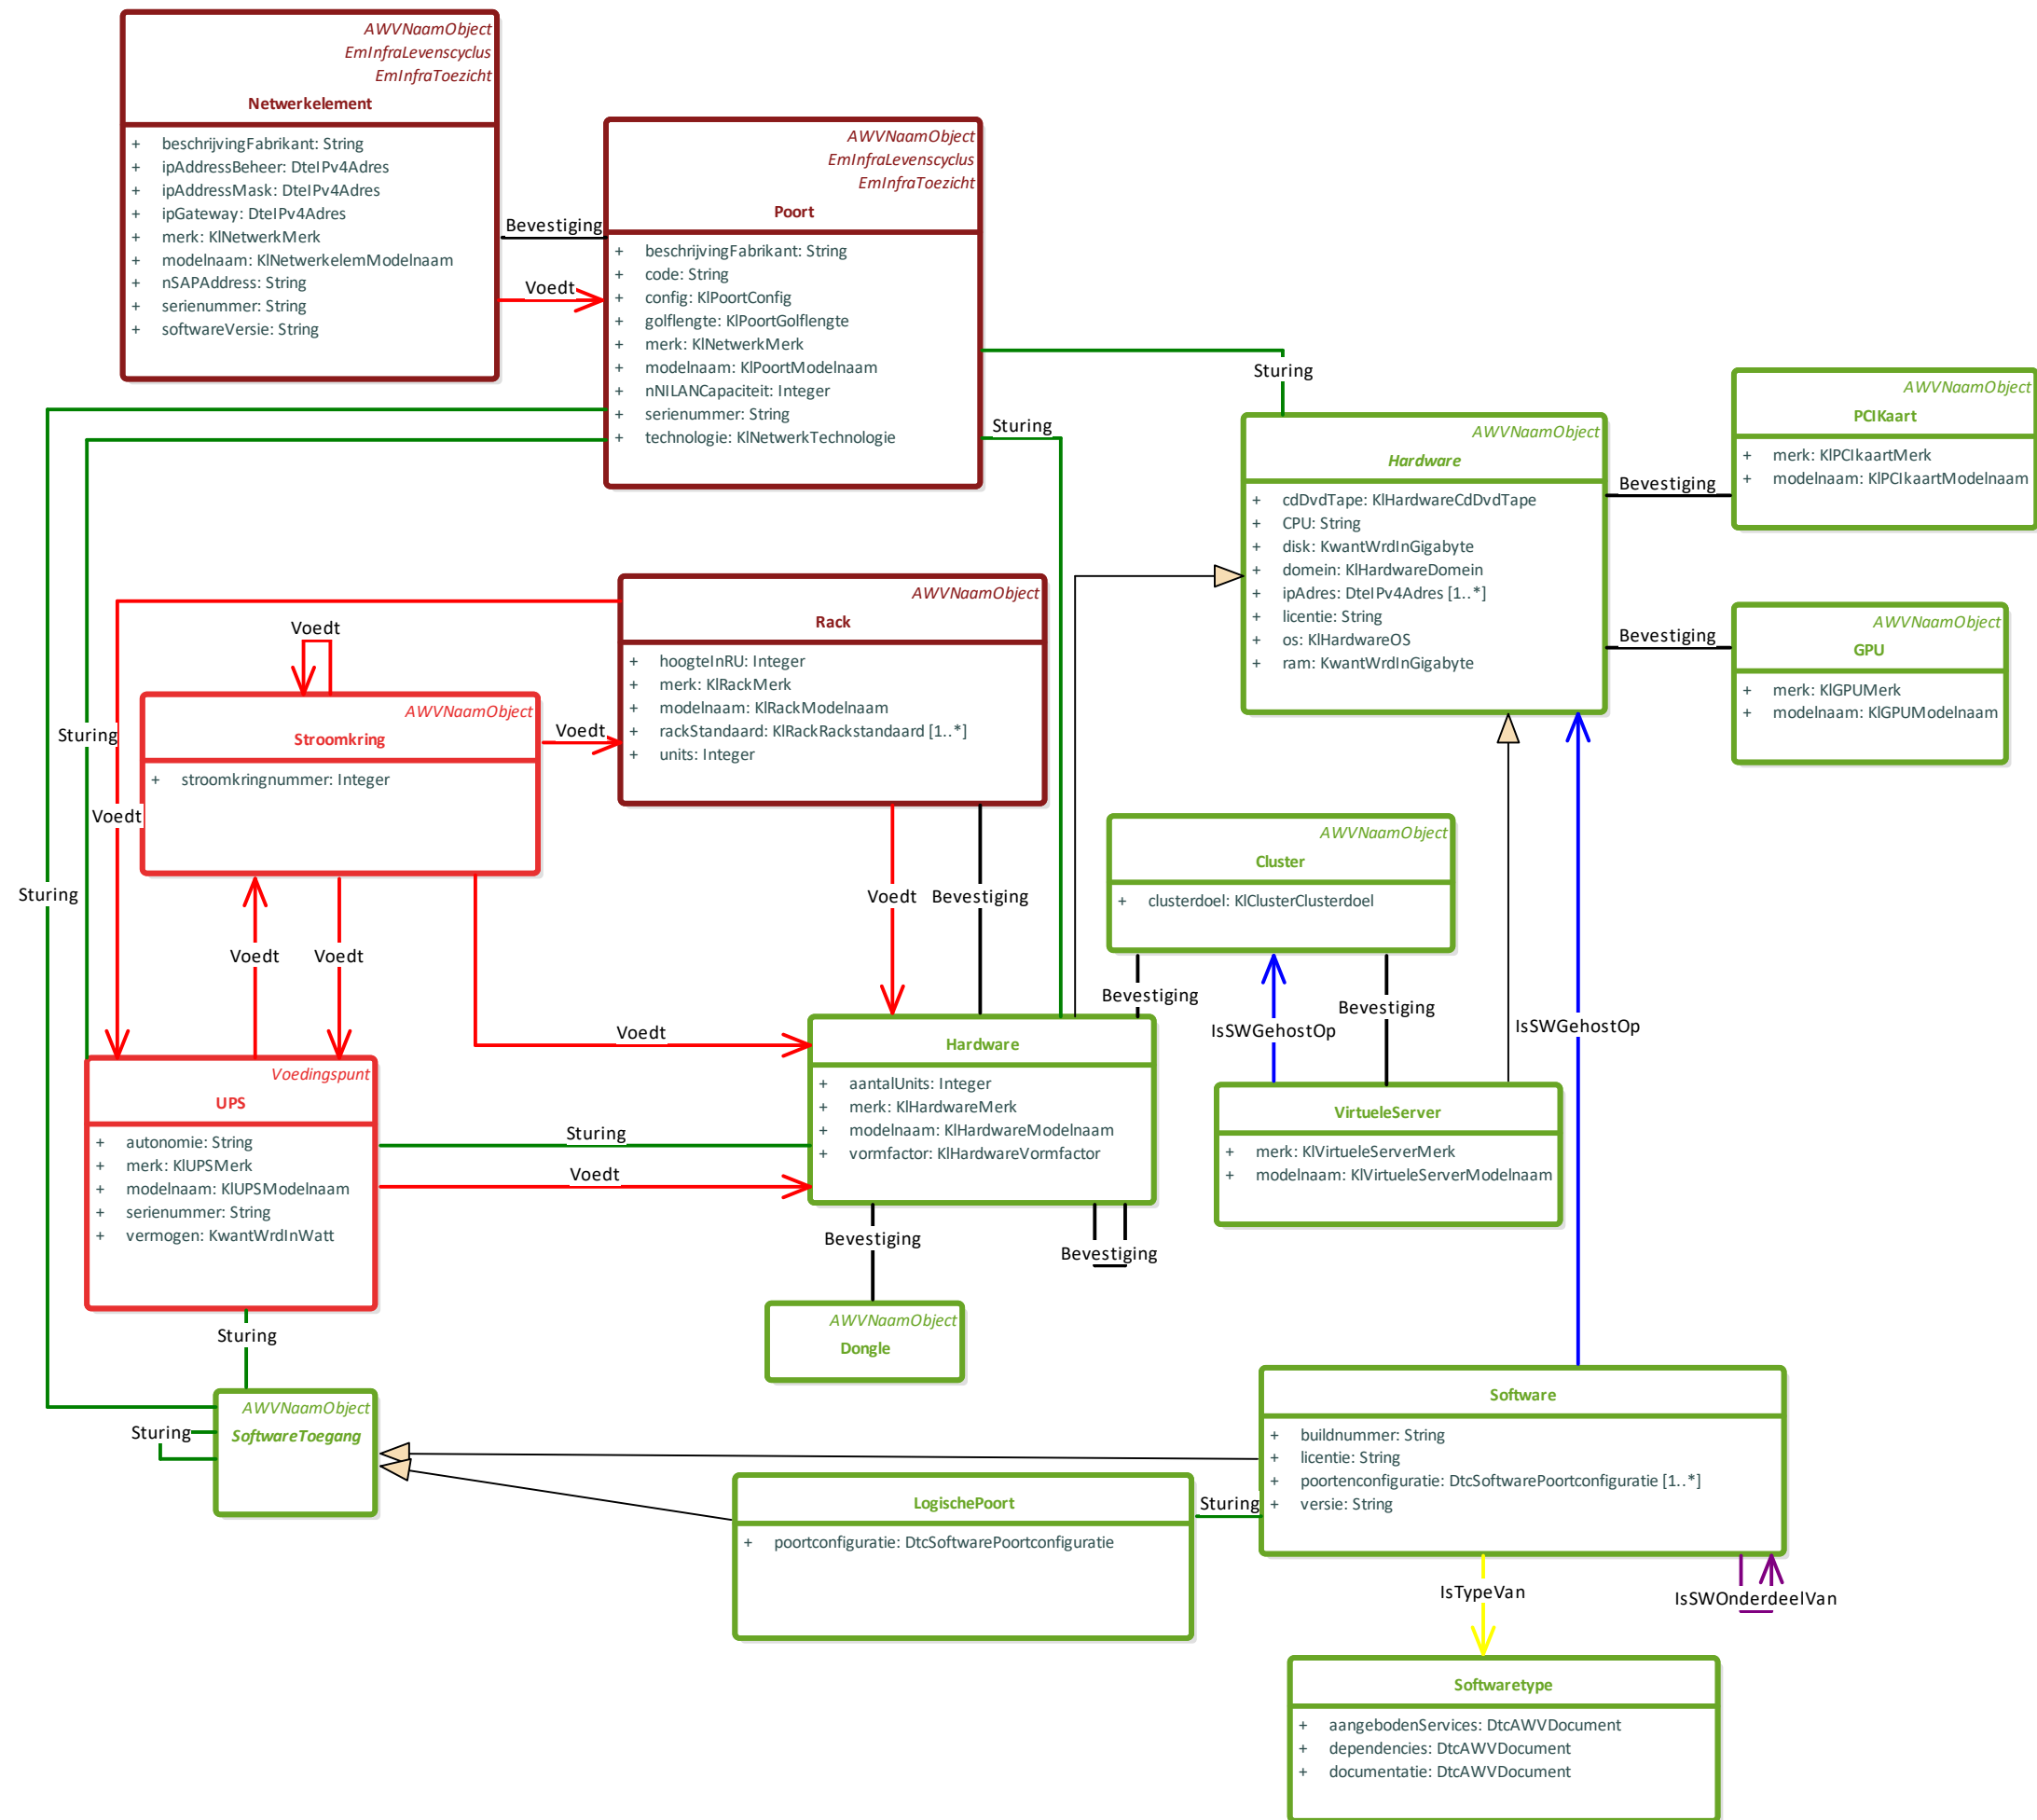 AWVNaamObject
EmInfraLevenscyclus
EmInfraToezicht
Netwerkelement
+ beschrijvingFabrikant: String
+ ipAddressBeheer: DteIPv4Adres
+ ipAddressMask: DteIPv4Adres
+ ipGateway: DteIPv4Adres
+ merk: KlNetwerkMerk
+ modelnaam: KlNetwerkelemModelnaam
+ nSAPAddress: String
+ serienummer: String
+ softwareVersie: String
Bevestiging
Voedt
AWVNaamObject
EmInfraLevenscyclus
EmInfraToezicht
Poort
+ beschrijvingFabrikant: String
+ code: String
+ config: KlPoortConfig
+ golflengte: KlPoortGolflengte
+ merk: KlNetwerkMerk
+ modelnaam: KlPoortModelnaam
+ nNILANCapaciteit: Integer
+ serienummer: String
+ technologie: KlNetwerkTechnologie
Sturing
Sturing
AWVNaamObject
Hardware
+ cdDvdTape: KlHardwareCdDvdTape
+ CPU: String
+ disk: KwantWrdInGigabyte
+ domein: KlHardwareDomein
+ ipAdres: DteIPv4Adres [1..*]
+ licentie: String
+ os: KlHardwareOS
+ ram: KwantWrdInGigabyte
Bevestiging
Bevestiging
AWVNaamObject
PCIKaart
+ merk: KlPCIkaartMerk
+ modelnaam: KlPCIkaartModelnaam
AWVNaamObject
GPU
+ merk: KlGPUMerk
+ modelnaam: KlGPUModelnaam
AWVNaamObject
Rack
+ hoogteInRU: Integer
+ merk: KlRackMerk
+ modelnaam: KlRackModelnaam
+ rackStandaard: KlRackRackstandaard [1..*]
+ units: Integer
Voedt
AWVNaamObject
Stroomkring
+ stroomkringnummer: Integer
Voedt
Sturing
Voedt
Sturing
Voedt
Voedt
Voedt
Bevestiging
AWVNaamObject
Cluster
+ clusterdoel: KlClusterClusterdoel
Bevestiging
Bevestiging
IsSWGehostOp
IsSWGehostOp
Voedt
Hardware
+ aantalUnits: Integer
+ merk: KlHardwareMerk
+ modelnaam: KlHardwareModelnaam
+ vormfactor: KlHardwareVormfactor
VirtueleServer
+ merk: KlVirtueleServerMerk
+ modelnaam: KlVirtueleServerModelnaam
Voedingspunt
UPS
+ autonomie: String
+ merk: KlUPSMerk
+ modelnaam: KlUPSModelnaam
+ serienummer: String
+ vermogen: KwantWrdInWatt
Sturing
Voedt
Bevestiging
Bevestiging
AWVNaamObject
Dongle
Sturing
AWVNaamObject
SoftwareToegang
Sturing
Software
+ buildnummer: String
+ licentie: String
+ poortenconfiguratie: DtcSoftwarePoortconfiguratie [1..*]
+ versie: String
LogischePoort
+ poortconfiguratie: DtcSoftwarePoortconfiguratie
Sturing
IsTypeVan
IsSWOnderdeelVan
Softwaretype
+ aangebodenServices: DtcAWVDocument
+ dependencies: DtcAWVDocument
+ documentatie: DtcAWVDocument